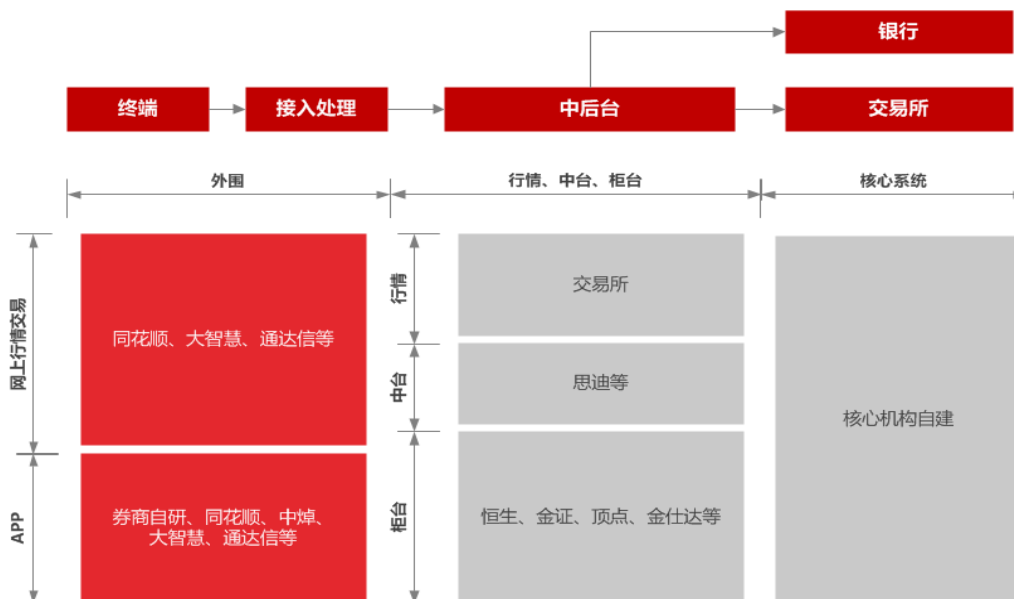 银行
终端
接入处理
中后台
交易所
外围
行情、中台、柜台
核心系统
网上行情交易
同花顺、大智慧、通达信等
行情
交易所
中台
思迪等
核心机构自建
APP
券商自研、同花顺、中焯、
大智慧、通达信等
柜台
恒生、金证、顶点、金仕达等